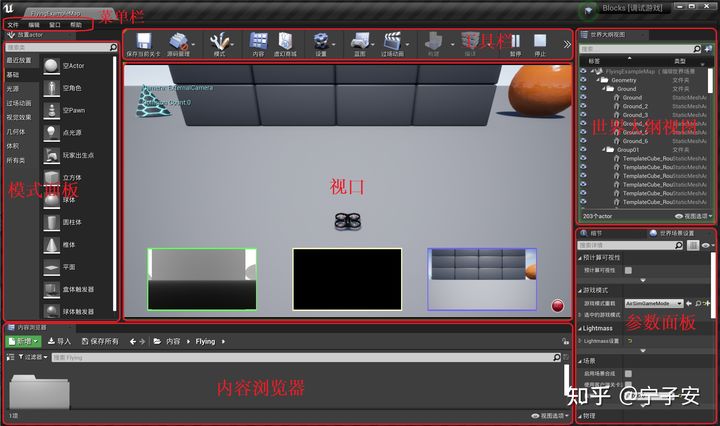 FlyingExampleMap
Blocks [调试游戏]
文件 编辑 窗口 帮助
菜单栏
放置actor
搜索类
最近放置
基础
光源
过场动画
视觉效果
几何体
体积
所有类
空Actor
空角色
空Pawn
点光源
玩家出生点
立方体
球体
圆柱体
锥体
平面
盒体触发器
球体触发器
模式面板
保存当前关卡 源码管理 模式 内容 虚幻商城 设置 蓝图 过场动画 构建 编译 暂停 停止
工具栏
Camera: ExternalCamera
Collision Count:0
视口
世界大纲视图
搜索...
标签 类型
FlyingExampleMap (编辑世界场景
Geometry 文件夹
Ground 文件夹
Ground StaticMeshAc
Ground_2 StaticMeshAc
Ground_3 StaticMeshAc
Ground_5 StaticMeshAc
Ground_6 StaticMeshAc
Group01 文件夹
TemplateCube_Rou StaticMeshAc
TemplateCube_Rou StaticMeshAc
TemplateCube_Rou StaticMeshAc
TemplateCube_Rou StaticMeshAc
203个actor 视图选项
世界大纲视图
细节 世界场景设置
搜索详情
预计算可视性
预计算可视性
游戏模式
游戏模式重载 AirSimGameMode
选中的游戏模式
Lightmass
Lightmass设置
场景
启用场景合成
物理
参数面板
内容浏览器
新增 导入 保存所有 内容 Flying
过滤器 搜索 Flying
1项 视图选项
内容浏览器
知乎 @宁子安